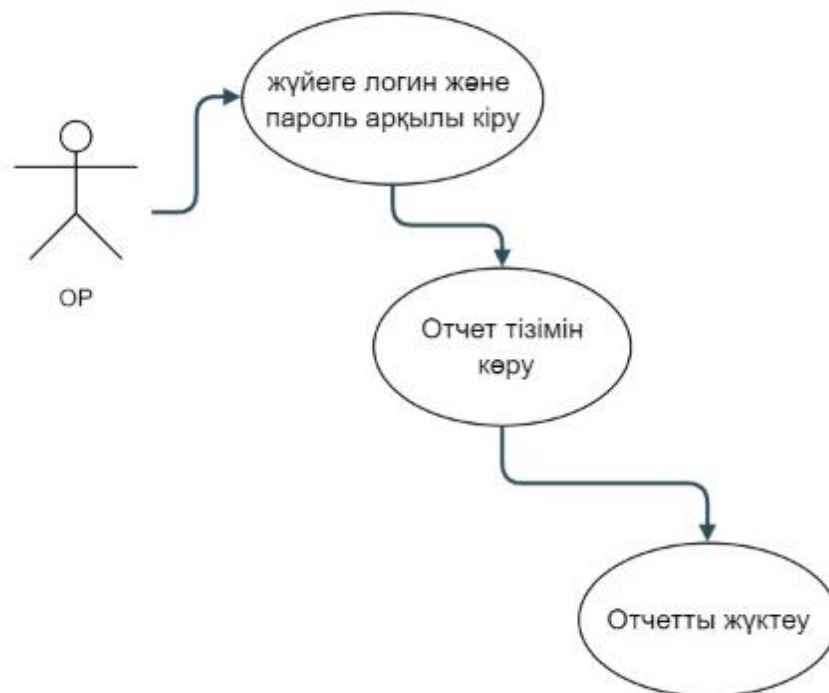 жүйеге логин және
пароль арқылы кіру
ОР
Отчет тізімін
көру
Отчетты жүктеу